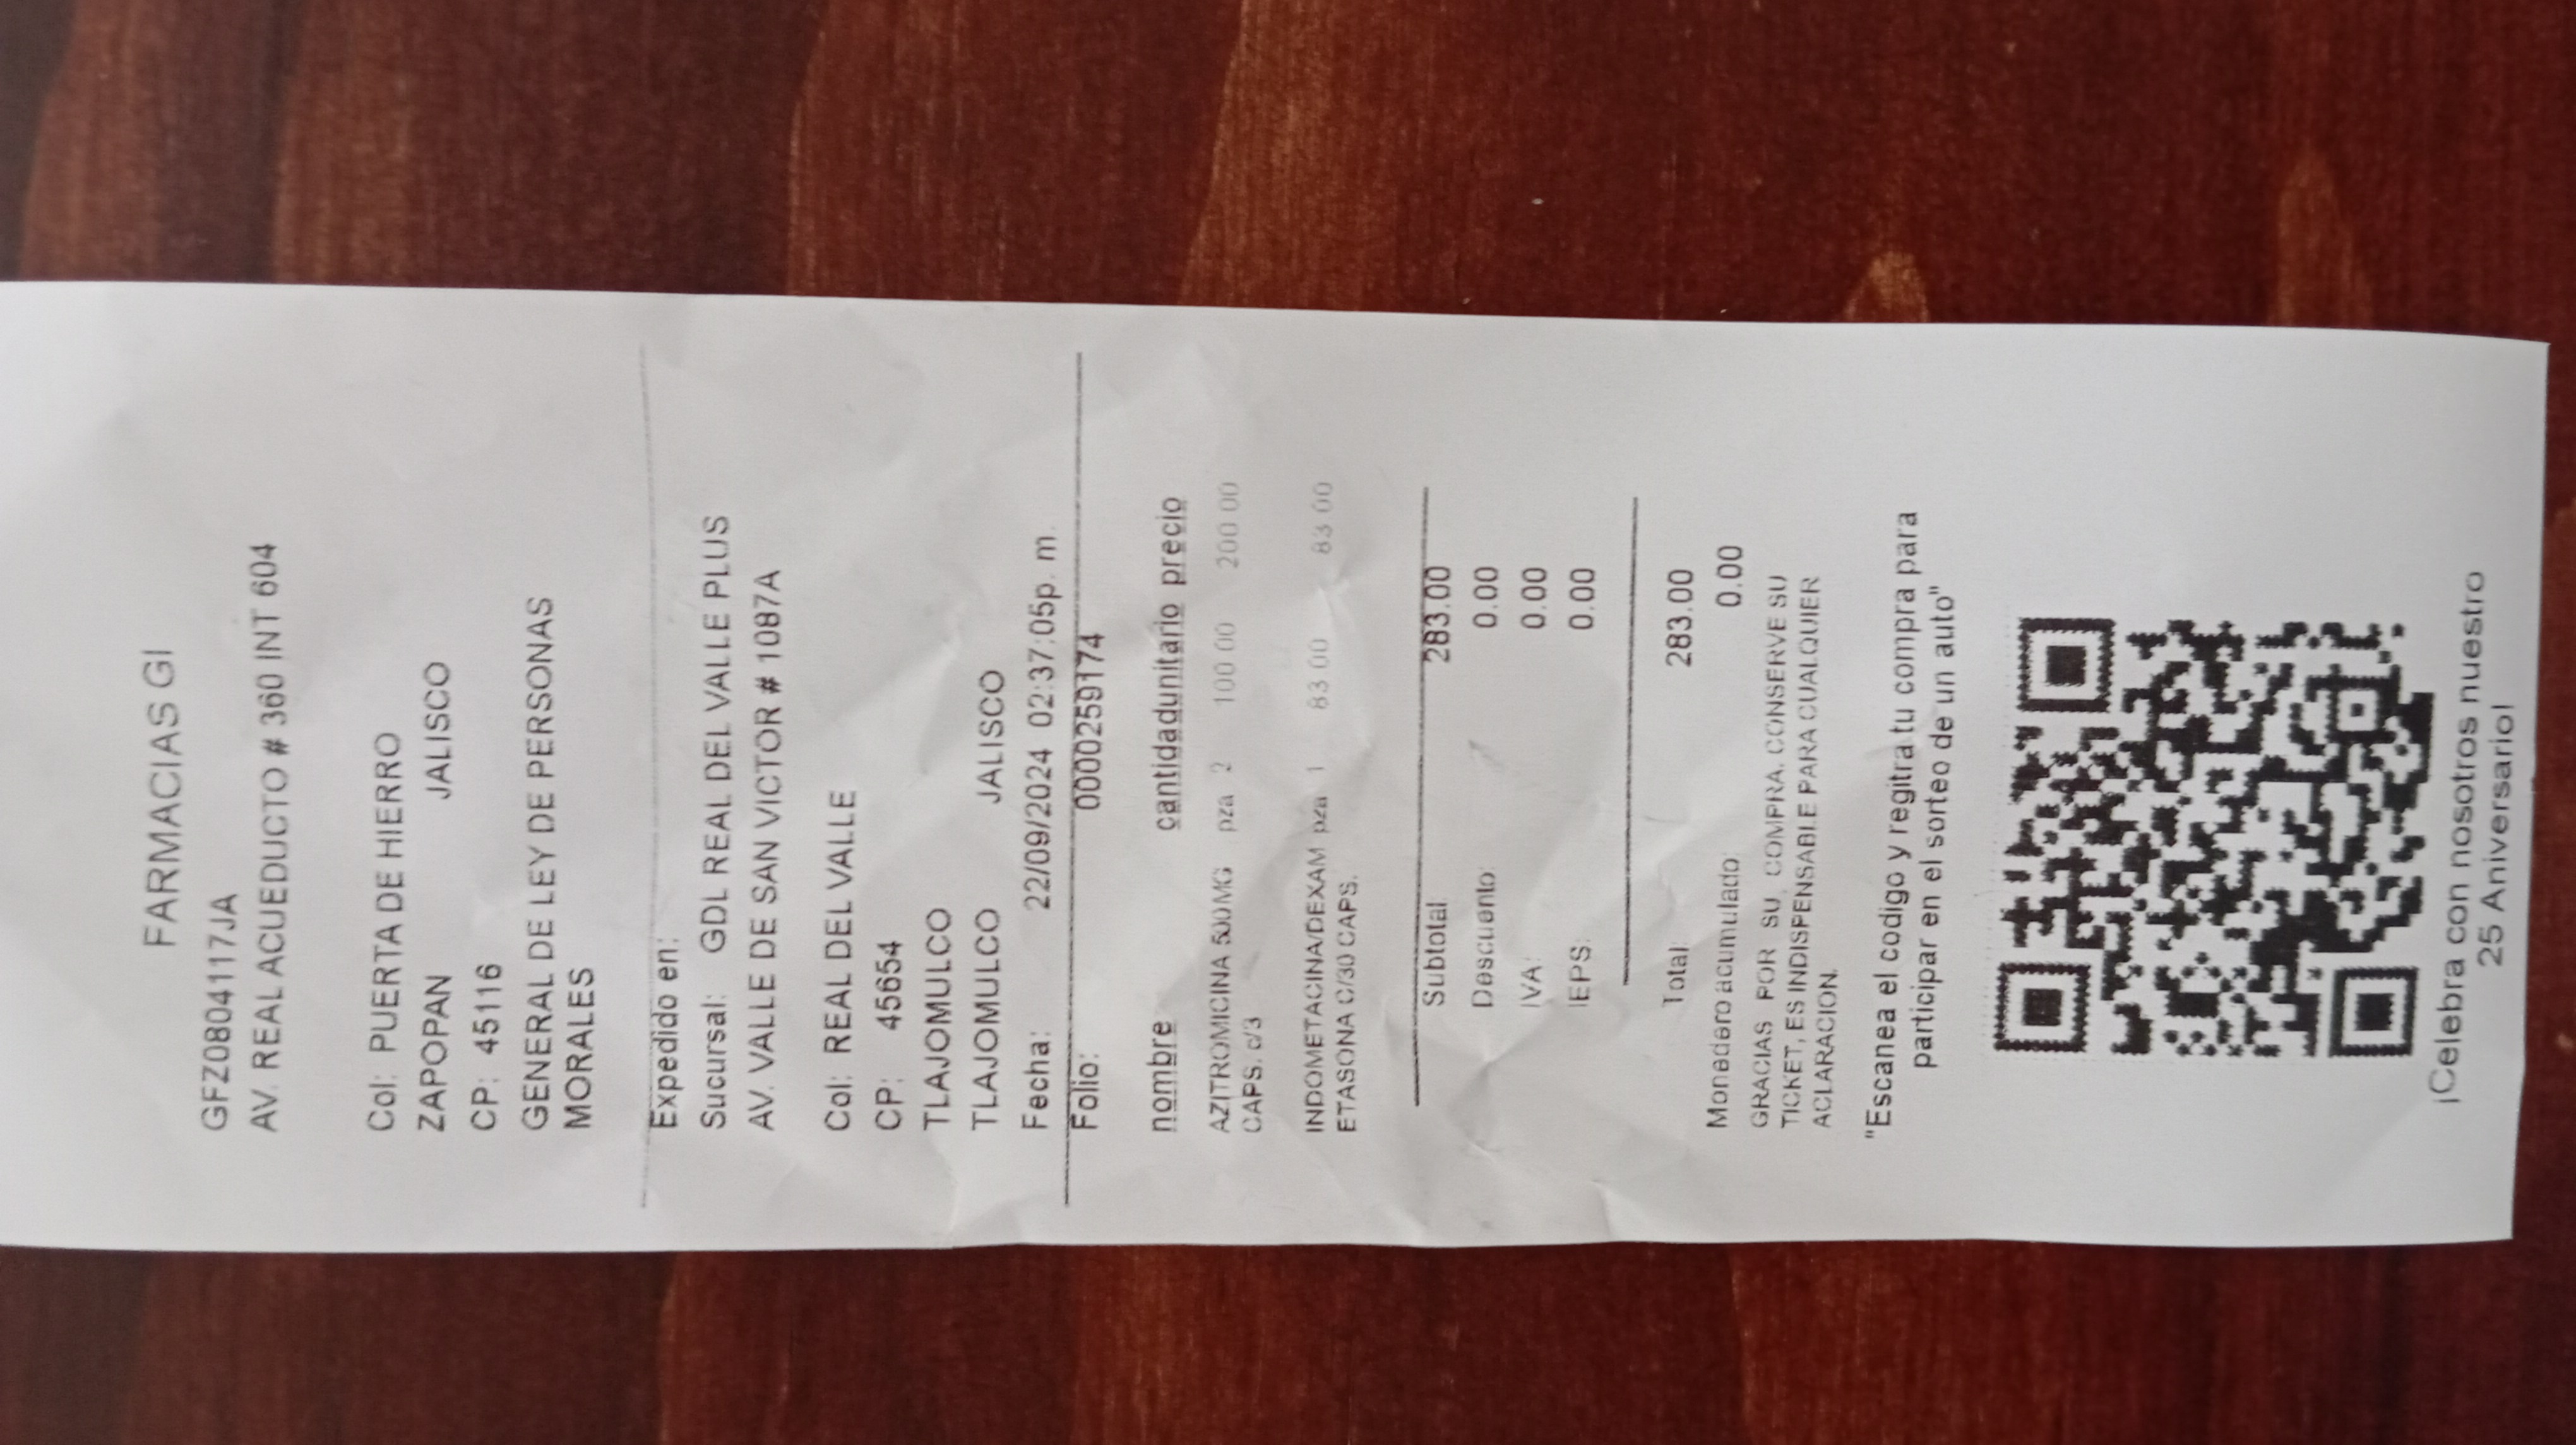 FARMACIAS GI
GFZ0804117JA
AV. REAL ACUEDUCTO # 360 INT 604
Col: PUERTA DE HIERRO
ZAPOPAN JALISCO
CP: 45116
GENERAL DE LEY DE PERSONAS
MORALES
Expedido en:
Sucursal: GDL REAL DEL VALLE PLUS
AV. VALLE DE SAN VICTOR # 1087A
Col: REAL DEL VALLE
CP: 45654
TLAJOMULCO
TLAJOMULCO JALISCO
Fecha: 22/09/2024 02:37:05p. m.
Folio: 0000259174
nombre cantidadunitario precio
AZITROMICINA 500MG pza 2 100.00 200.00
CAPS. c/3
INDOMETACINA/DEXAM pza 1 83.00 83.00
ETASONA C/30 CAPS.
Subtotal 283.00
Descuento: 0.00
IVA: 0.00
IEPS: 0.00
Total 283.00
Monedero acumulado: 0.00
GRACIAS POR SU COMPRA, CONSERVE SU
TICKET, ES INDISPENSABLE PARA CUALQUIER
ACLARACION.
"Escanea el codigo y regitra tu compra para
participar en el sorteo de un auto"
¡Celebra con nosotros nuestro
25 Aniversario!